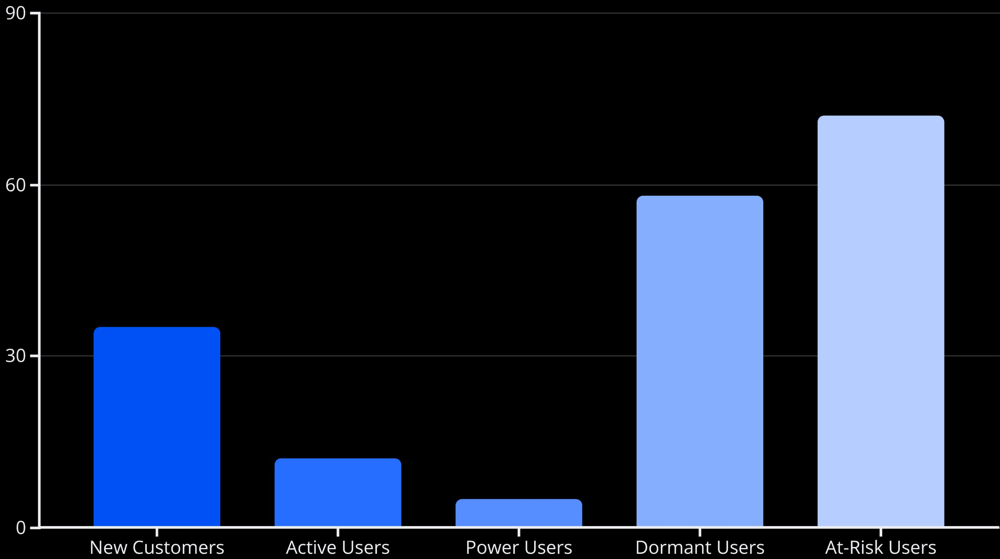 90
60
30
0
New Customers
Active Users
Power Users
Dormant Users
At-Risk Users